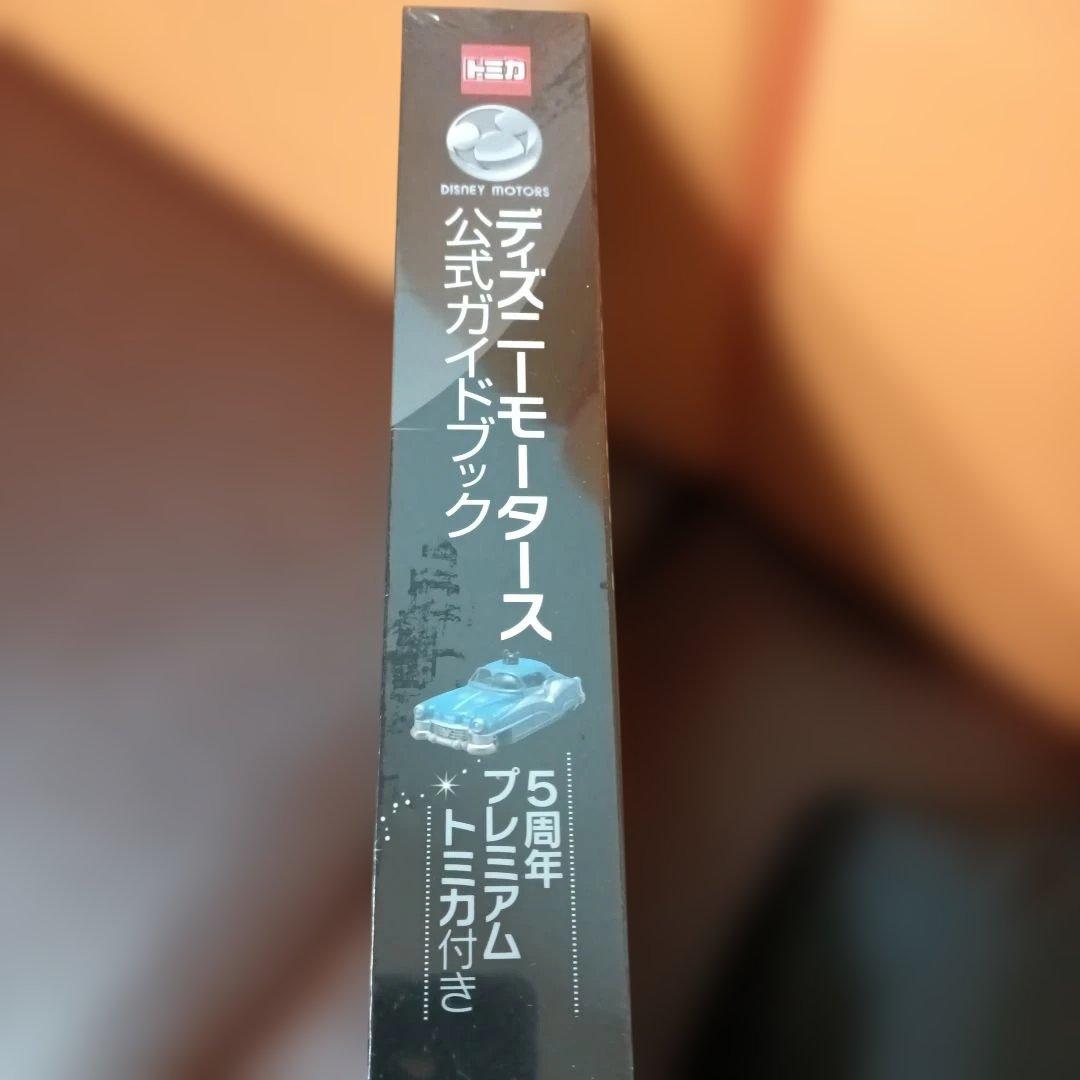 トミカ
DISNEY MOTORS
ディズニーモータース
公式ガイドブック
5周年
プレミアム
トミカ付き